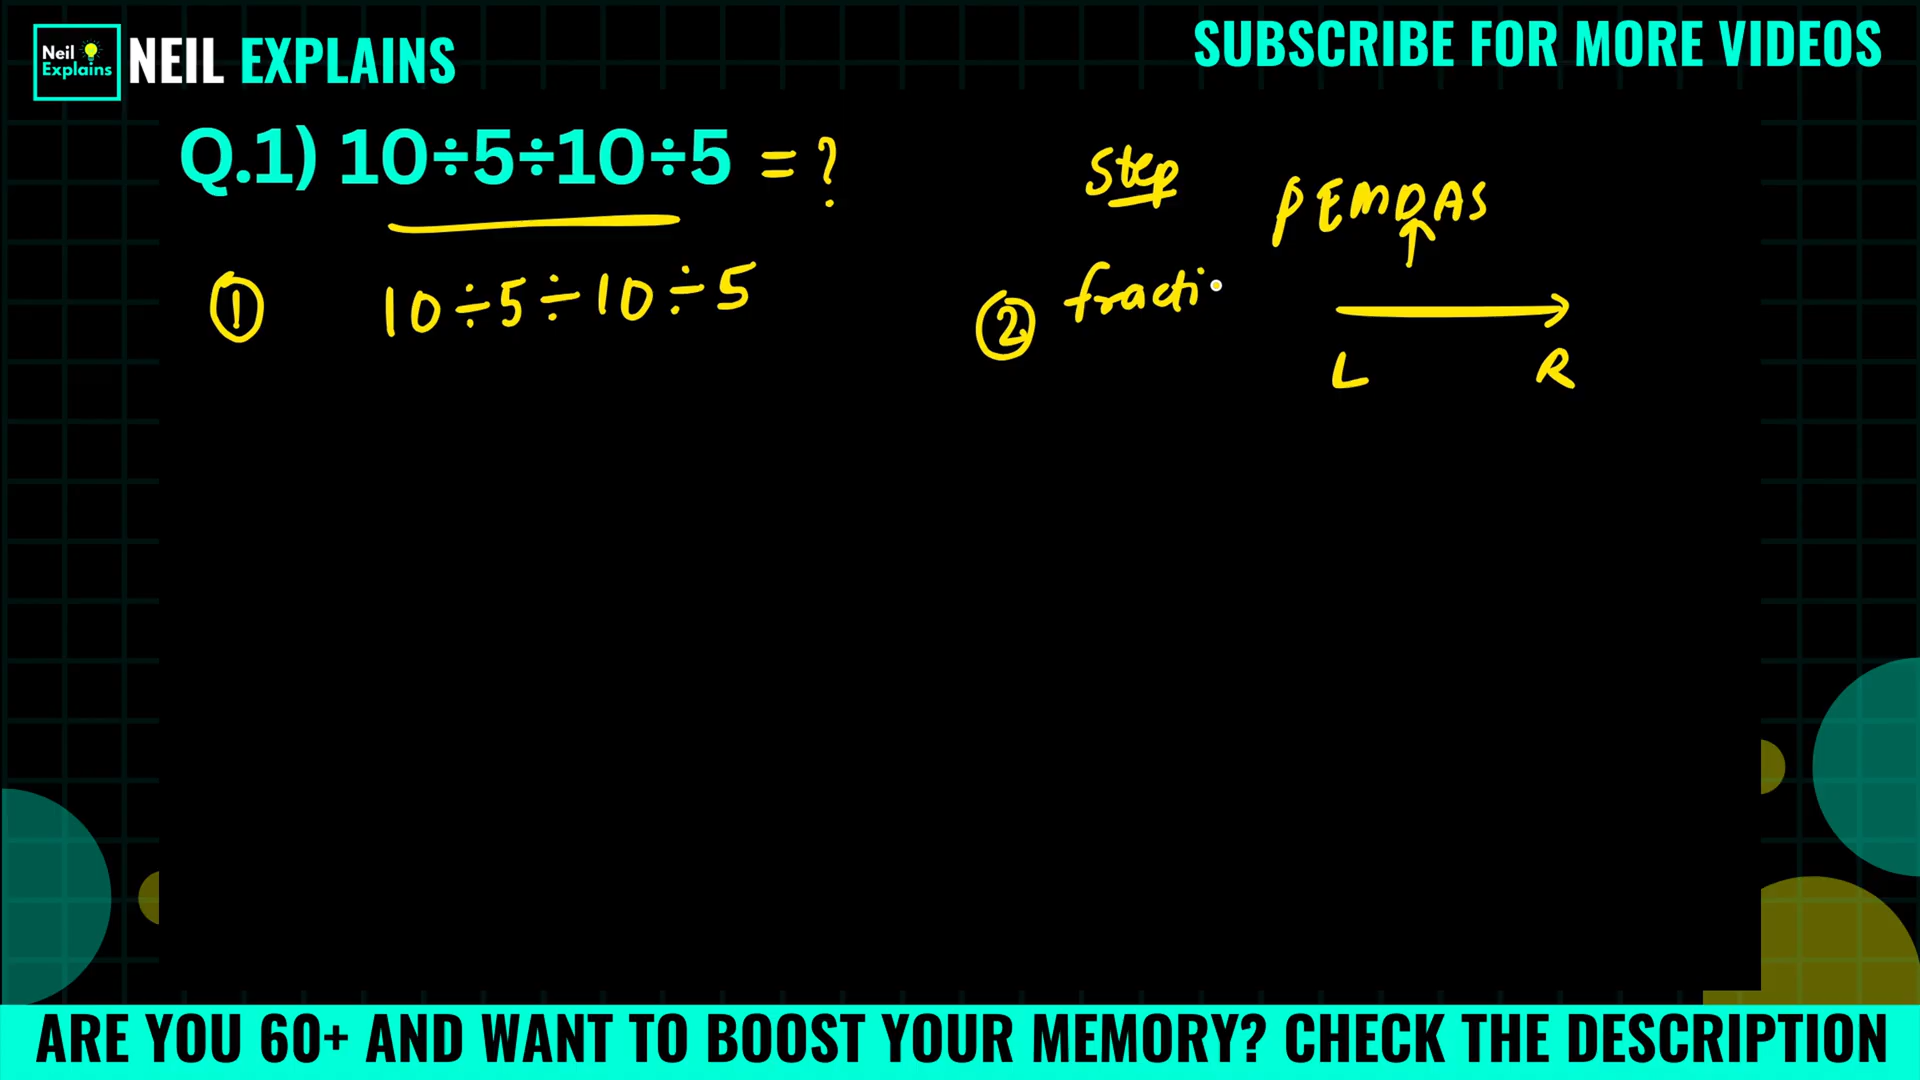 Neil
Explains
NEIL EXPLAINS
SUBSCRIBE FOR MORE VIDEOS
Q.1) 10÷5÷10÷5 = ?
Step
PEMDAS
① 10÷5÷10÷5
② fracti
L R
ARE YOU 60+ AND WANT TO BOOST YOUR MEMORY? CHECK THE DESCRIPTION